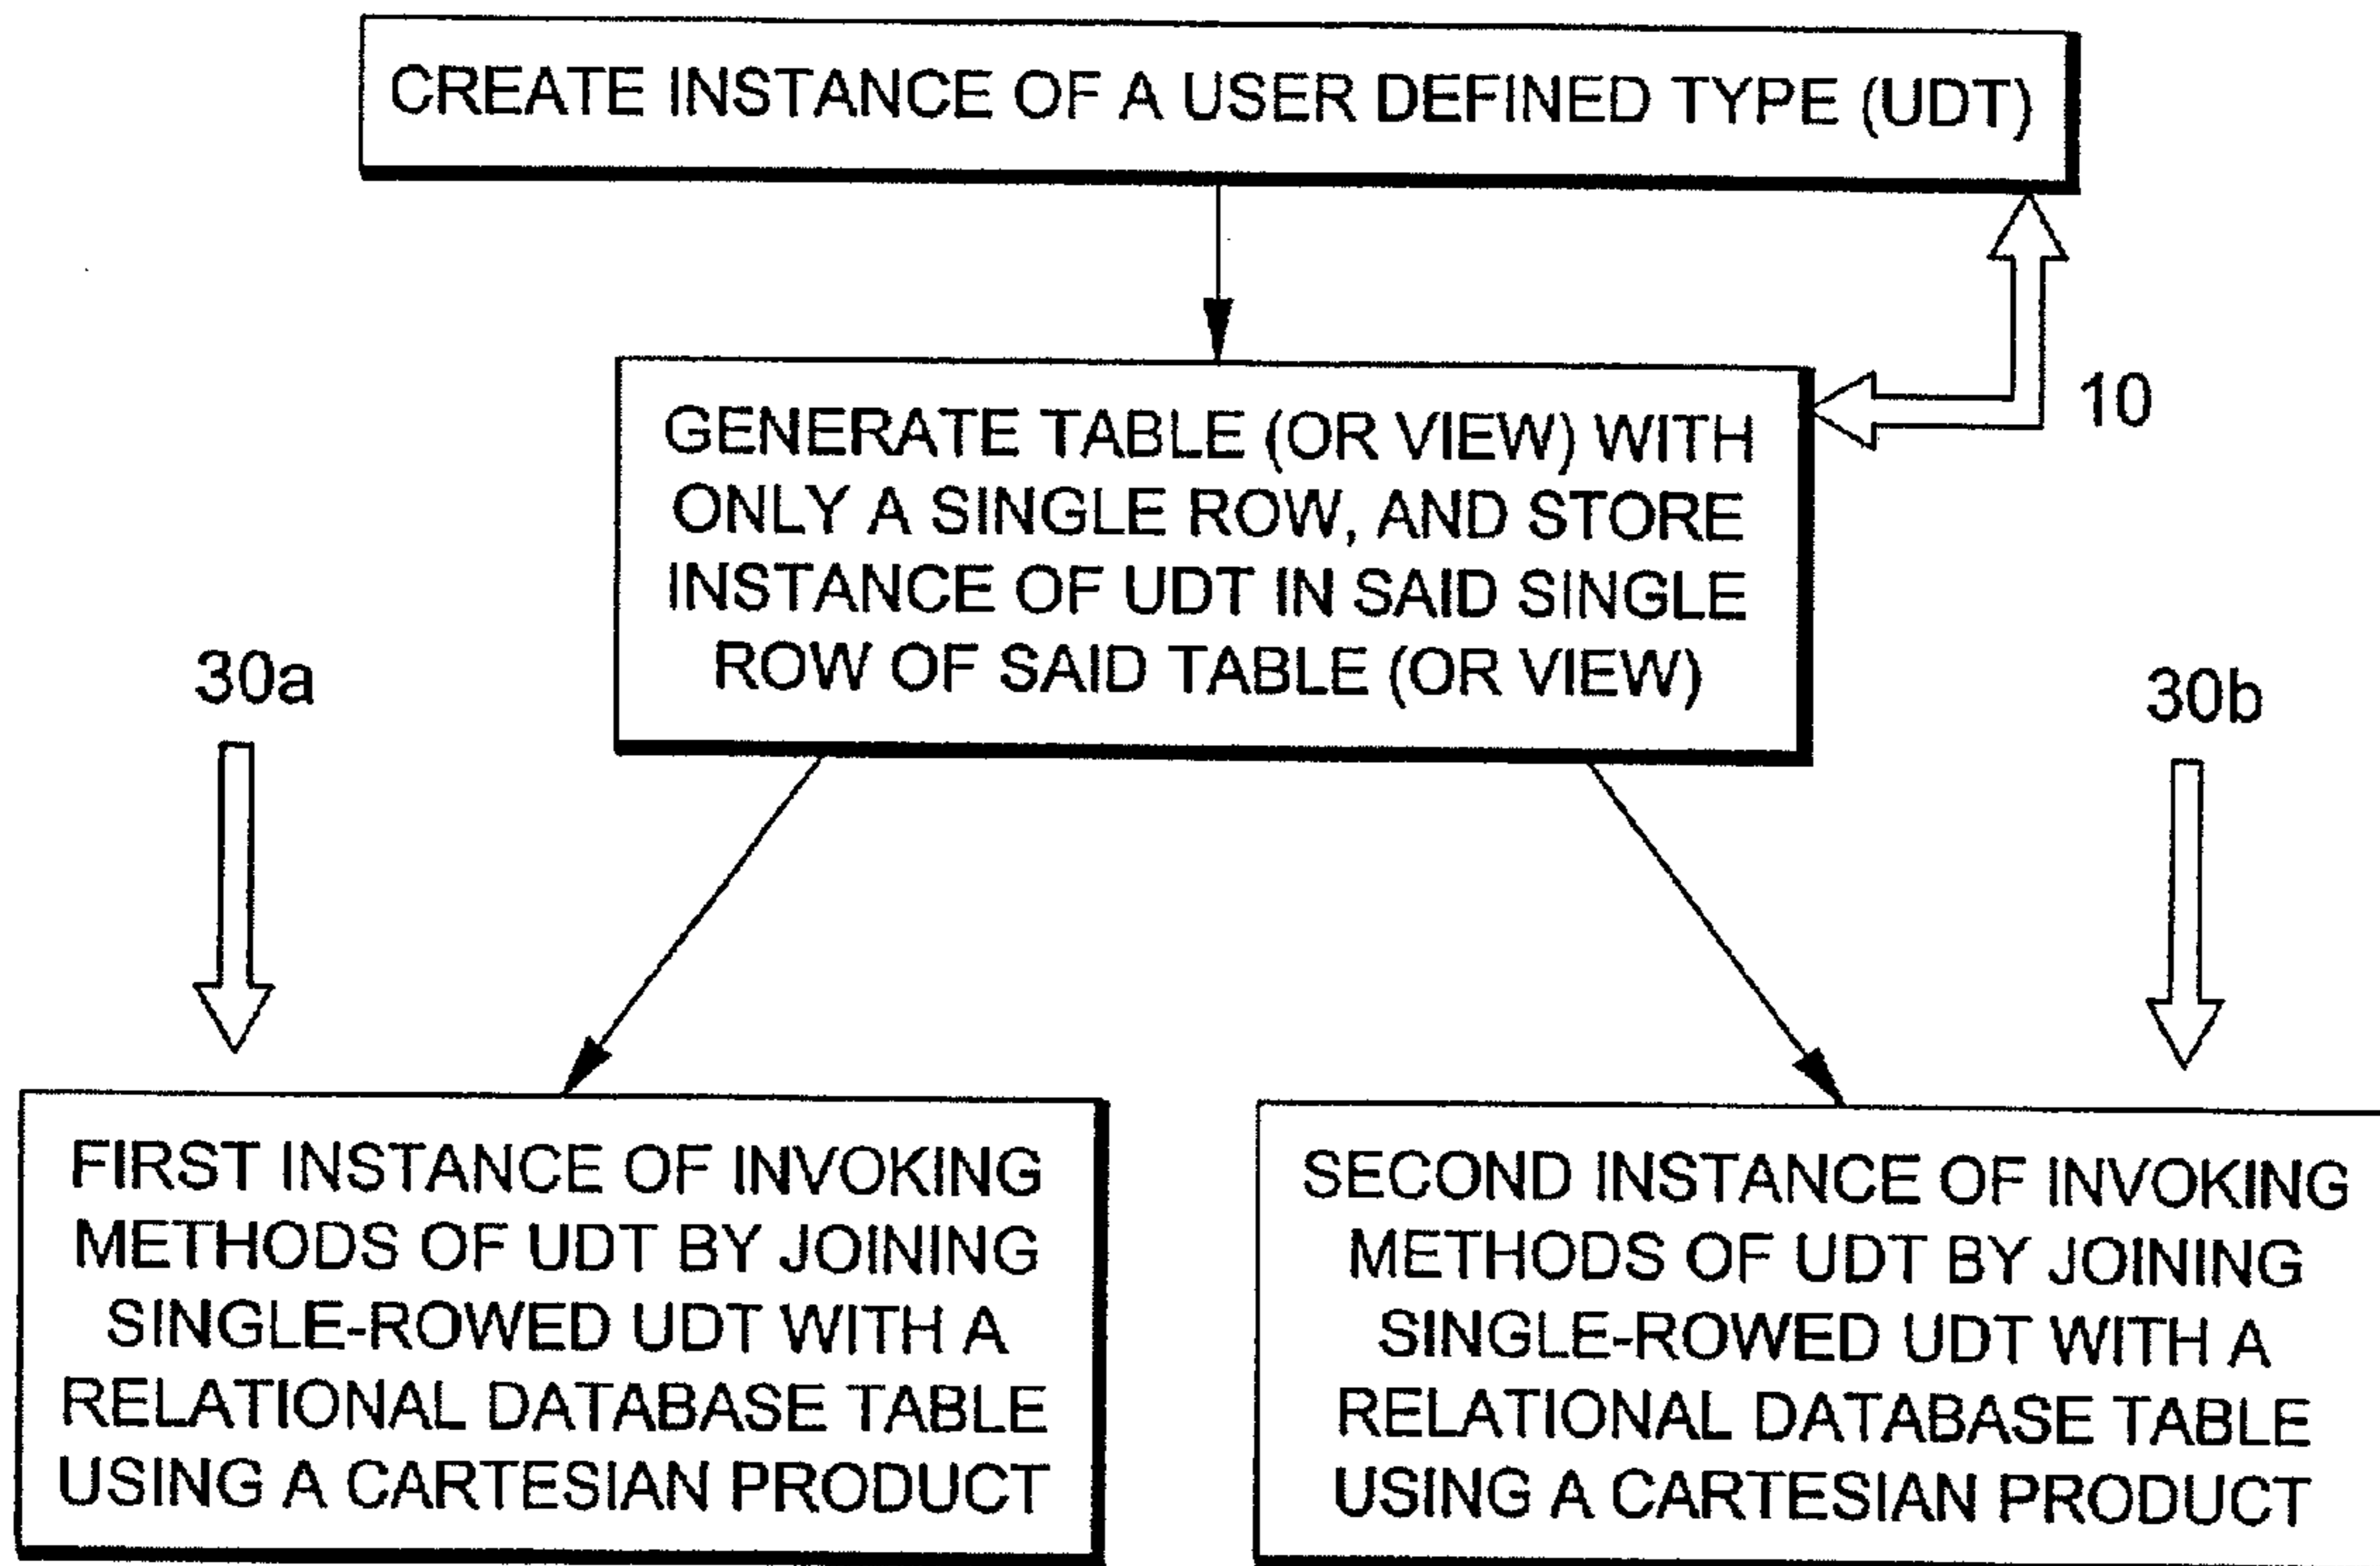 CREATE INSTANCE OF A USER DEFINED TYPE (UDT)
10
GENERATE TABLE (OR VIEW) WITH
ONLY A SINGLE ROW, AND STORE
INSTANCE OF UDT IN SAID SINGLE
ROW OF SAID TABLE (OR VIEW)
30a
30b
FIRST INSTANCE OF INVOKING
METHODS OF UDT BY JOINING
SINGLE-ROWED UDT WITH A
RELATIONAL DATABASE TABLE
USING A CARTESIAN PRODUCT
SECOND INSTANCE OF INVOKING
METHODS OF UDT BY JOINING
SINGLE-ROWED UDT WITH A
RELATIONAL DATABASE TABLE
USING A CARTESIAN PRODUCT